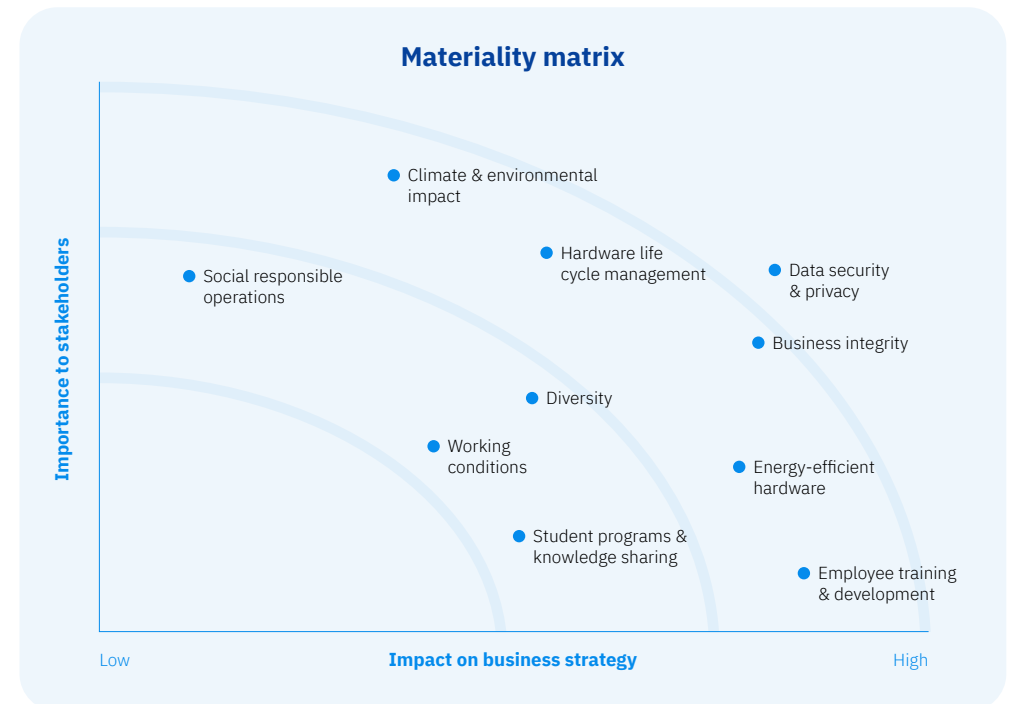 Materiality matrix
Importance to stakeholders
Climate & environmental
impact
Hardware life
cycle management
Social responsible
operations
Data security
& privacy
Business integrity
Diversity
Working
conditions
Energy-efficient
hardware
Student programs &
knowledge sharing
Employee training
& development
Low
Impact on business strategy
High